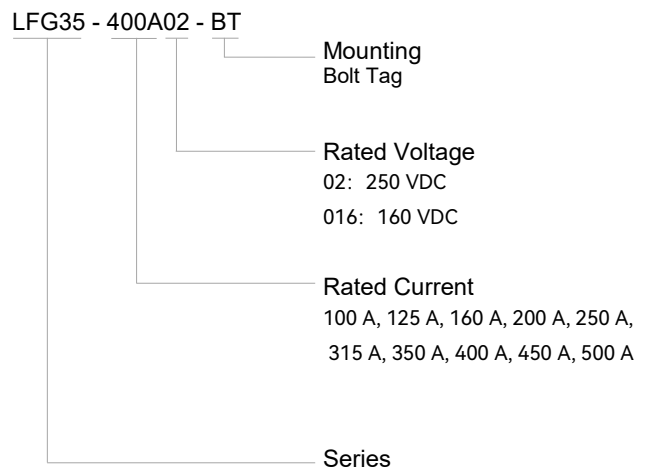 LFG35 - 400A02 - BT
Mounting
Bolt Tag
Rated Voltage
02: 250 VDC
016: 160 VDC
Rated Current
100 A, 125 A, 160 A, 200 A, 250 A,
315 A, 350 A, 400 A, 450 A, 500 A
Series